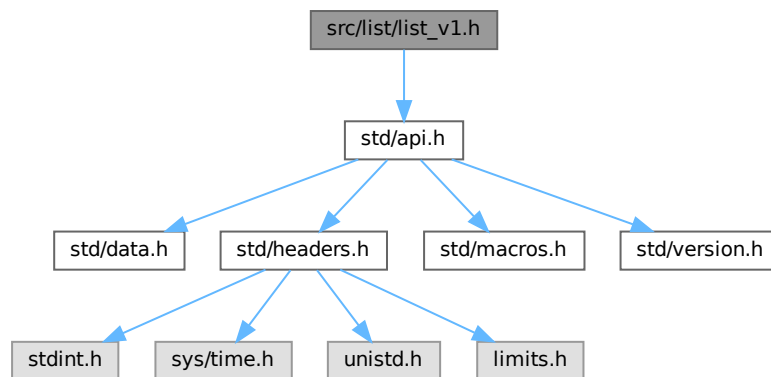 src/list/list_v1.h
std/api.h
std/data.h
std/headers.h
std/macros.h
std/version.h
stdint.h
sys/time.h
unistd.h
limits.h